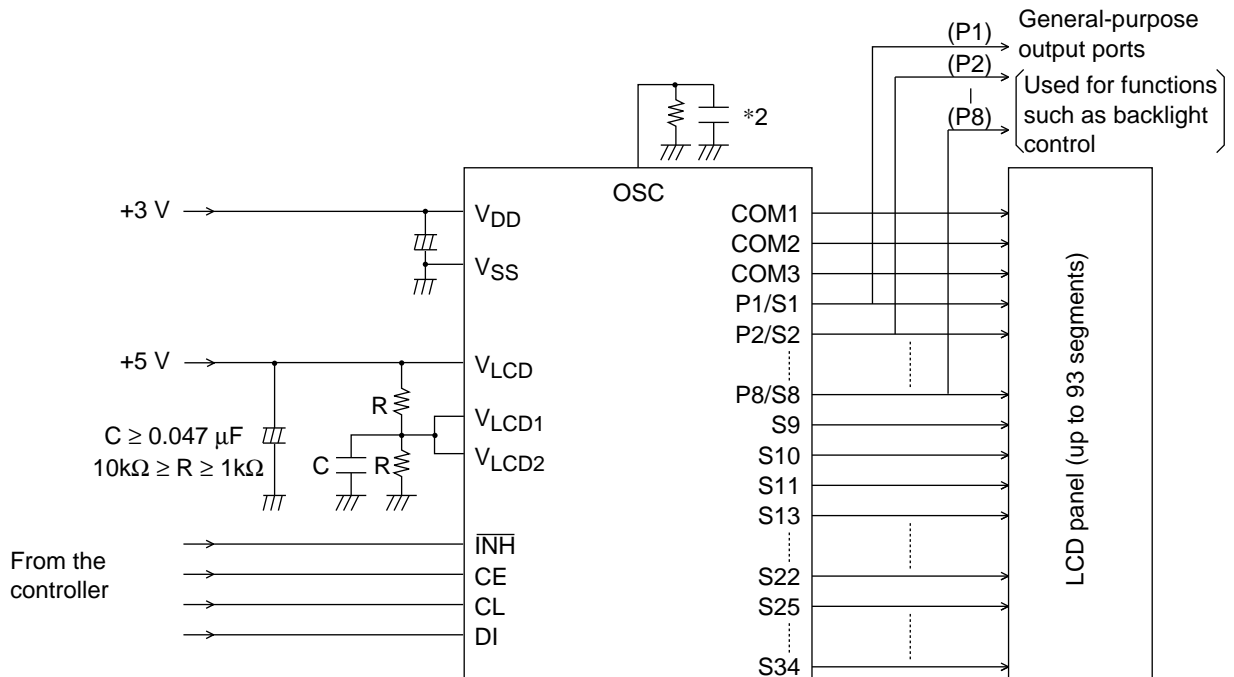 General-purpose
output ports
(P1)
(P2)
(P8)
Used for functions
such as backlight
control
*2
OSC
+3 V
VDD
VSS
+5 V
VLCD
R
VLCD1
C ≥ 0.047 μF
10kΩ ≥ R ≥ 1kΩ
C
R
VLCD2
From the
controller
INH
CE
CL
DI
COM1
COM2
COM3
P1/S1
P2/S2
P8/S8
S9
S10
S11
S13
S22
S25
S34
LCD panel (up to 93 segments)